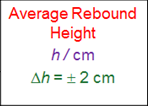 Average Rebound
Height
h / cm
Δh = ± 2 cm